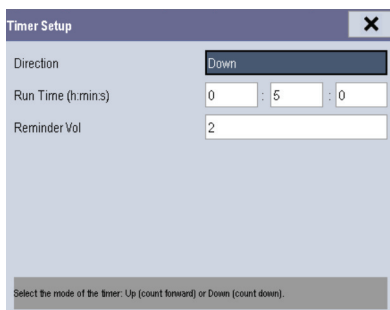 Timer Setup
Direction Down
Run Time (h:min:s) 0 : 5 : 0
Reminder Vol 2
Select the mode of the timer: Up (count forward) or Down (count down).